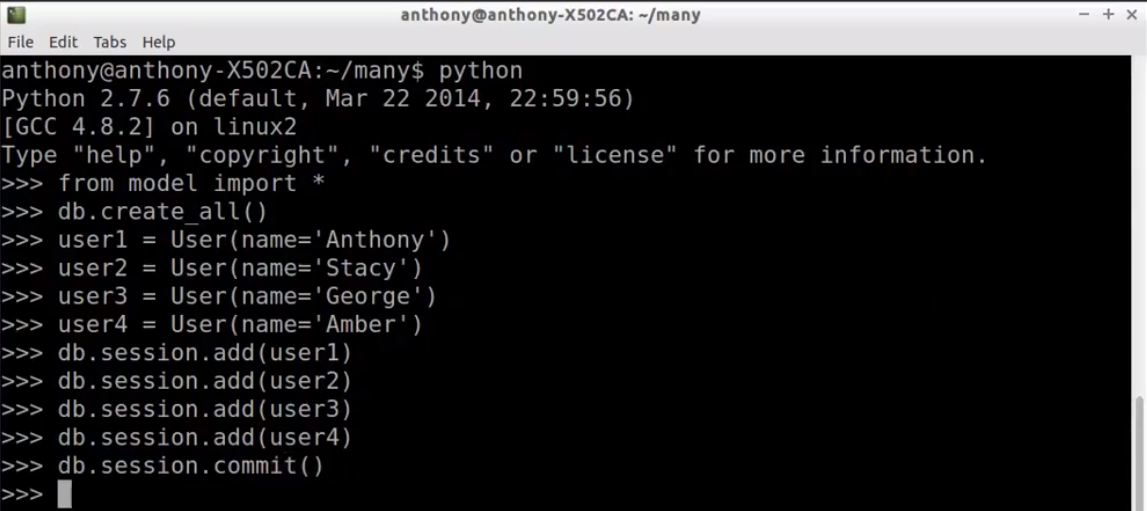 anthony@anthony-X502CA: ~/many
File Edit Tabs Help
anthony@anthony-X502CA:~/many$ python
Python 2.7.6 (default, Mar 22 2014, 22:59:56)
[GCC 4.8.2] on linux2
Type "help", "copyright", "credits" or "license" for more information.
>>> from model import *
>>> db.create_all()
>>> user1 = User(name='Anthony')
>>> user2 = User(name='Stacy')
>>> user3 = User(name='George')
>>> user4 = User(name='Amber')
>>> db.session.add(user1)
>>> db.session.add(user2)
>>> db.session.add(user3)
>>> db.session.add(user4)
>>> db.session.commit()
>>>